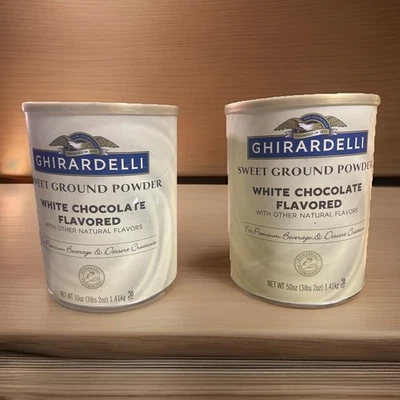 GHIRARDELLI
SWEET GROUND POWDER
WHITE CHOCOLATE
FLAVORED
WITH OTHER NATURAL FLAVORS
For Premium Beverage & Dessert Creations
NET WT 50oz (3lbs 2oz) 1.41kg
GHIRARDELLI
SWEET GROUND POWDER
WHITE CHOCOLATE
FLAVORED
WITH OTHER NATURAL FLAVORS
For Premium Beverage & Dessert Creations
NET WT 50oz (3lbs 2oz) 1.41kg